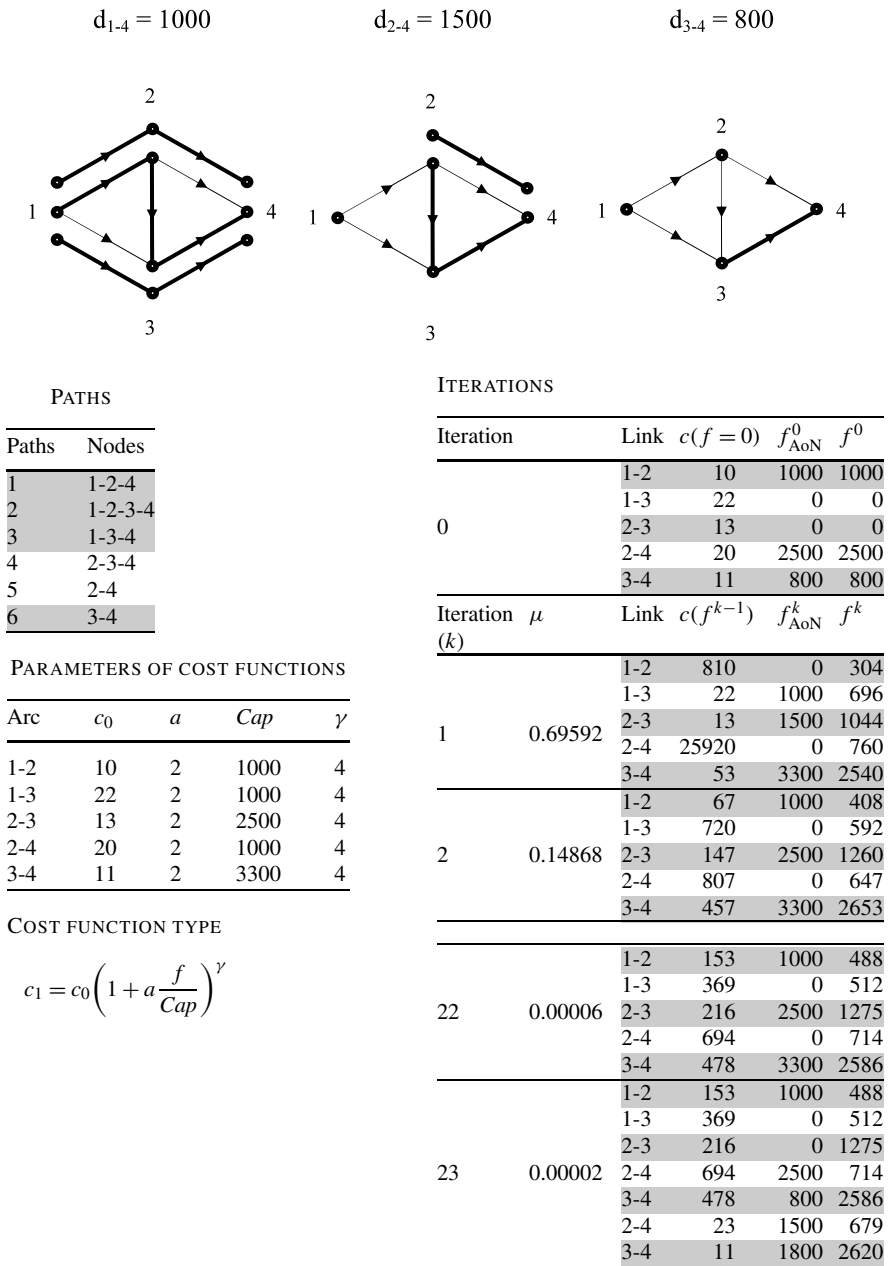 d1-4 = 1000 d2-4 = 1500 d3-4 = 800
2
1 4
3
2
1 4
3
2
1 4
3
PATHS
Paths Nodes
1 1-2-4
2 1-2-3-4
3 1-3-4
4 2-3-4
5 2-4
6 3-4
PARAMETERS OF COST FUNCTIONS
Arc c0 a Cap γ
1-2 10 2 1000 4
1-3 22 2 1000 4
2-3 13 2 2500 4
2-4 20 2 1000 4
3-4 11 2 3300 4
COST FUNCTION TYPE
c1 = c0(1 + a f/Cap)^γ
ITERATIONS
Iteration Link c(f = 0) f^0_AoN f^0
1-2 10 1000 1000
1-3 22 0 0
0 2-3 13 0 0
2-4 20 2500 2500
3-4 11 800 800
Iteration μ Link c(f^k−1) f^k_AoN f^k
(k)
1-2 810 0 304
1-3 22 1000 696
1 0.69592 2-3 13 1500 1044
2-4 25920 0 760
3-4 53 3300 2540
1-2 67 1000 408
1-3 720 0 592
2 0.14868 2-3 147 2500 1260
2-4 807 0 647
3-4 457 3300 2653
1-2 153 1000 488
1-3 369 0 512
22 0.00006 2-3 216 2500 1275
2-4 694 0 714
3-4 478 3300 2586
1-2 153 1000 488
1-3 369 0 512
2-3 216 0 1275
23 0.00002 2-4 694 2500 714
3-4 478 800 2586
2-4 23 1500 679
3-4 11 1800 2620